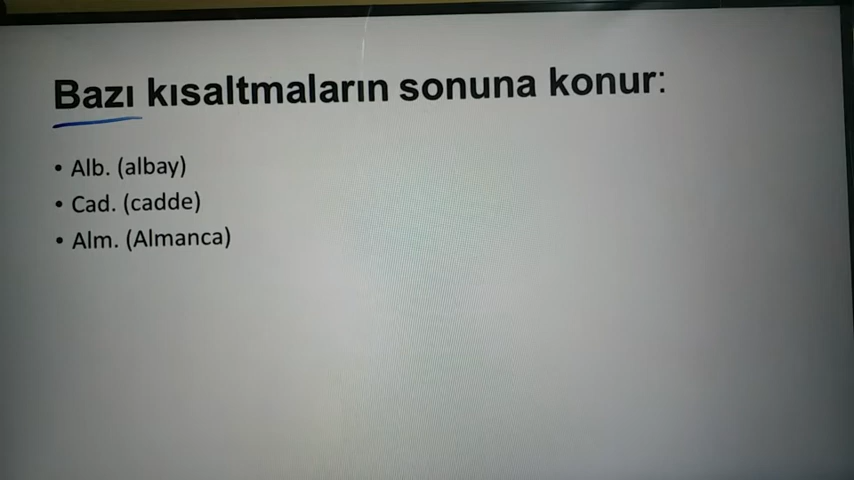 Bazı kısaltmaların sonuna konur:
• Alb. (albay)
• Cad. (cadde)
• Alm. (Almanca)